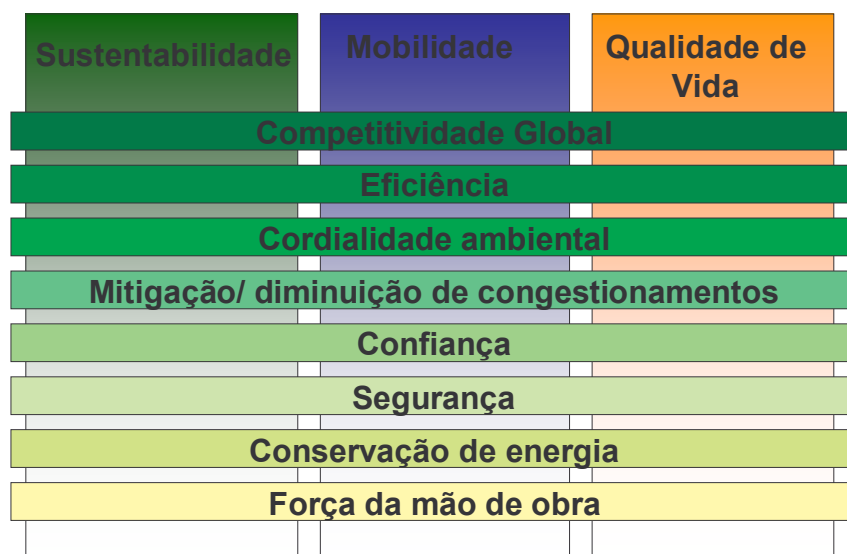 Sustentabilidade
Mobilidade
Qualidade de
Vida
Competitividade Global
Eficiência
Cordialidade ambiental
Mitigação/ diminuição de congestionamentos
Confiança
Segurança
Conservação de energia
Força da mão de obra